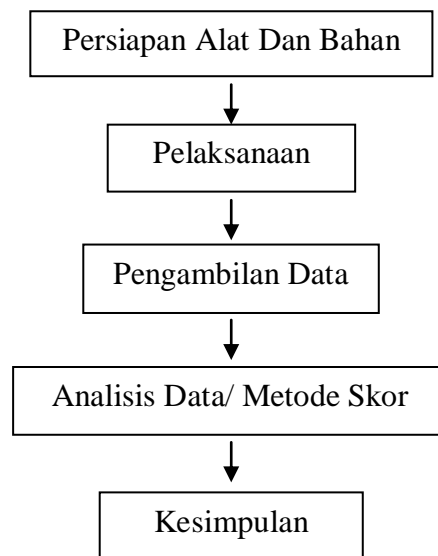 Persiapan Alat Dan Bahan
Pelaksanaan
Pengambilan Data
Analisis Data/ Metode Skor
Kesimpulan